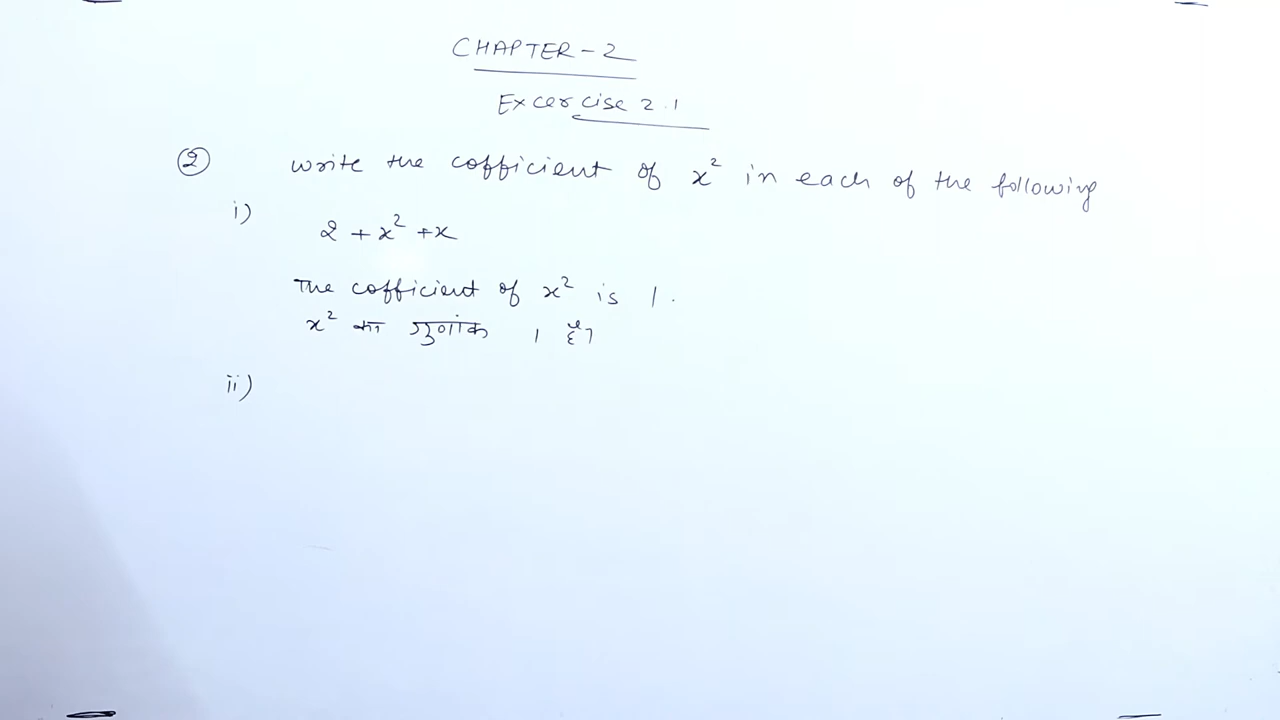 CHAPTER-2
Excercise 2.1
② write the cofficient of x² in each of the following
i)
2 + x² + x
The cofficient of x² is 1.
x² का गुणांक 1 है।
ii)